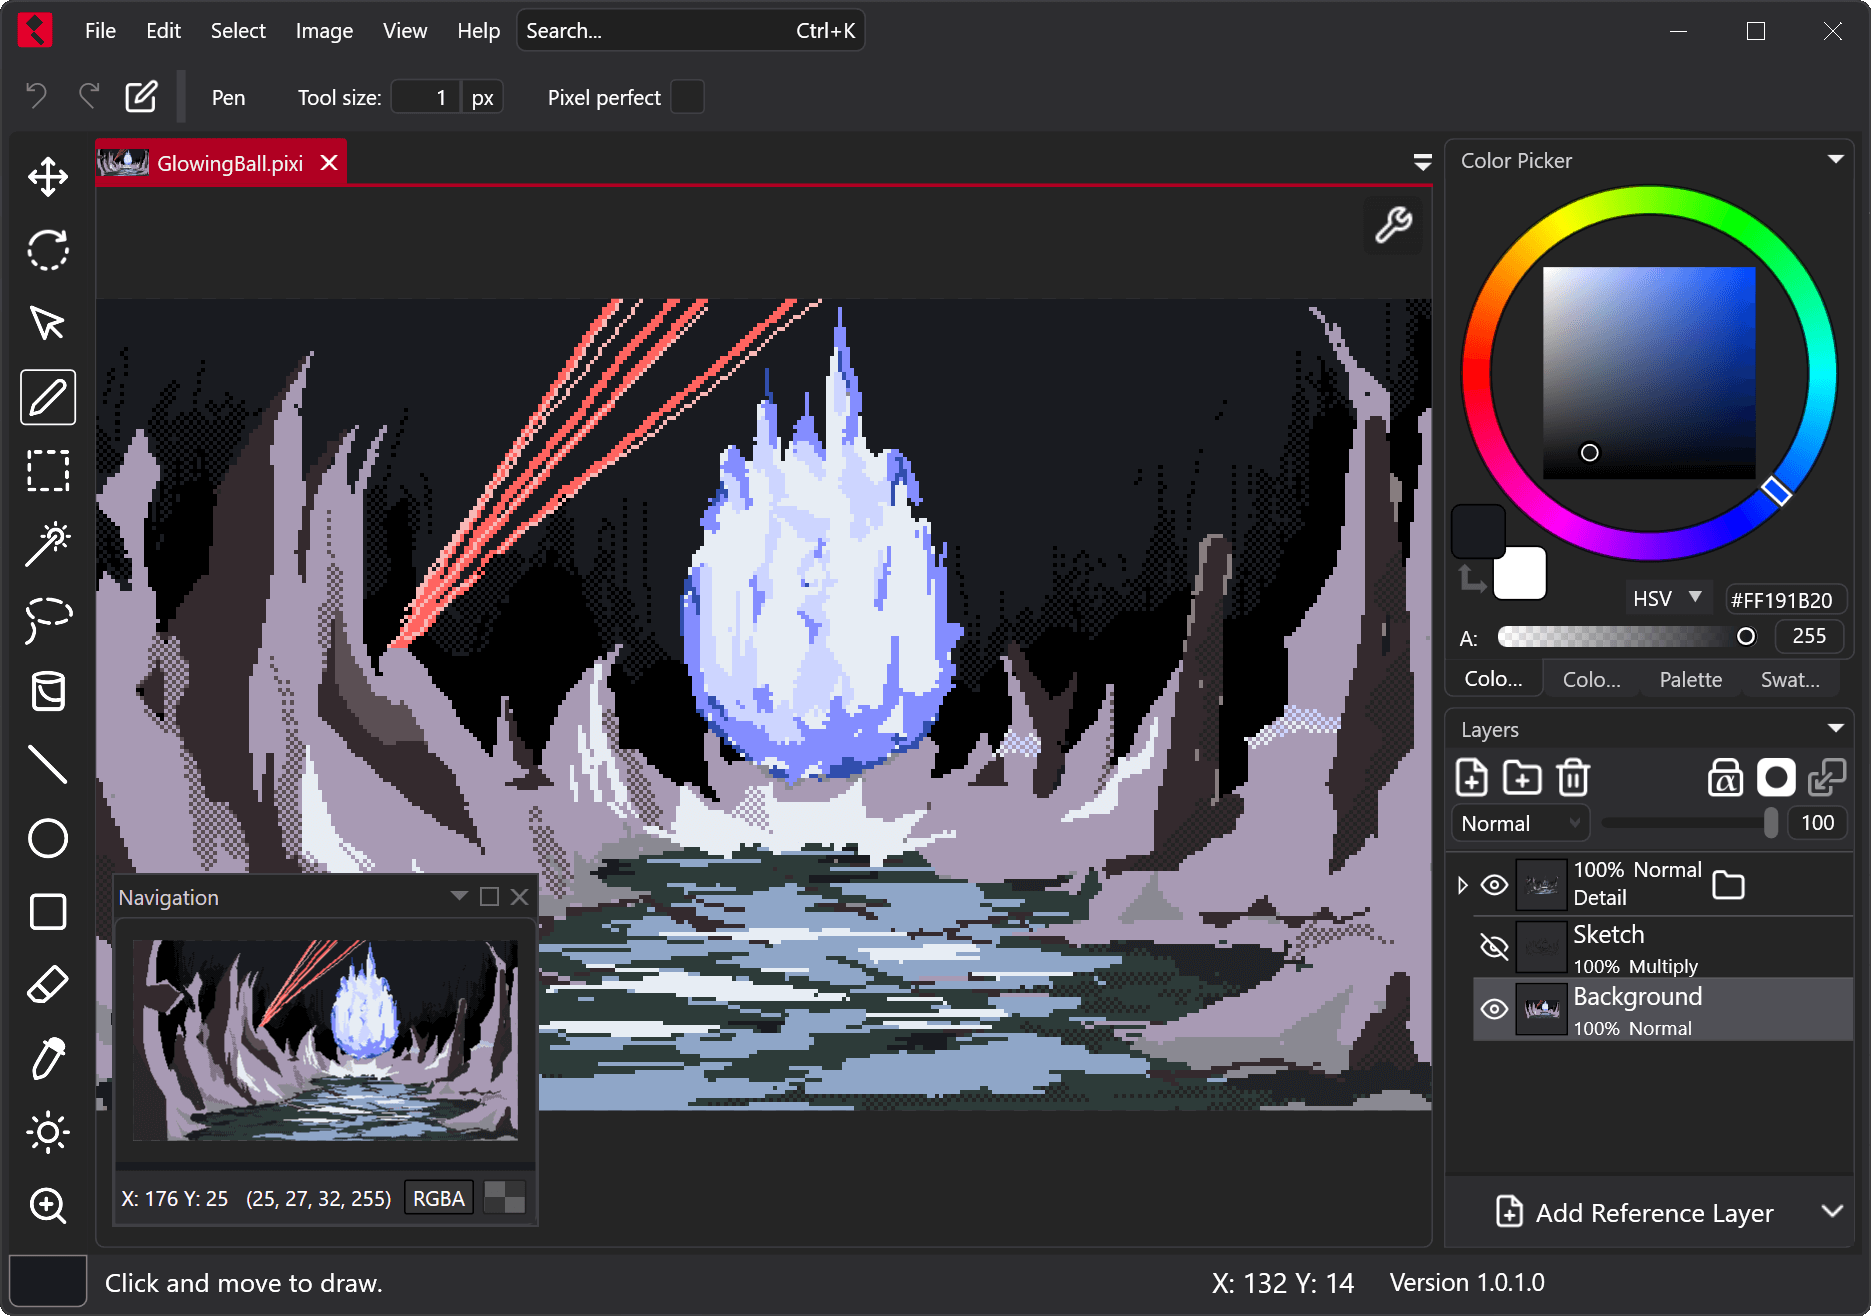 File Edit Select Image View Help Search... Ctrl+K
Pen Tool size: 1 px Pixel perfect
GlowingBall.pixi
Color Picker
HSV #FF191B20
A: 255
Colo... Colo... Palette Swat...
Layers
α
Normal 100
100% Normal
Detail
Sketch
100% Multiply
Background
100% Normal
Add Reference Layer
Navigation
X: 176 Y: 25 (25, 27, 32, 255) RGBA
Click and move to draw. X: 132 Y: 14 Version 1.0.1.0